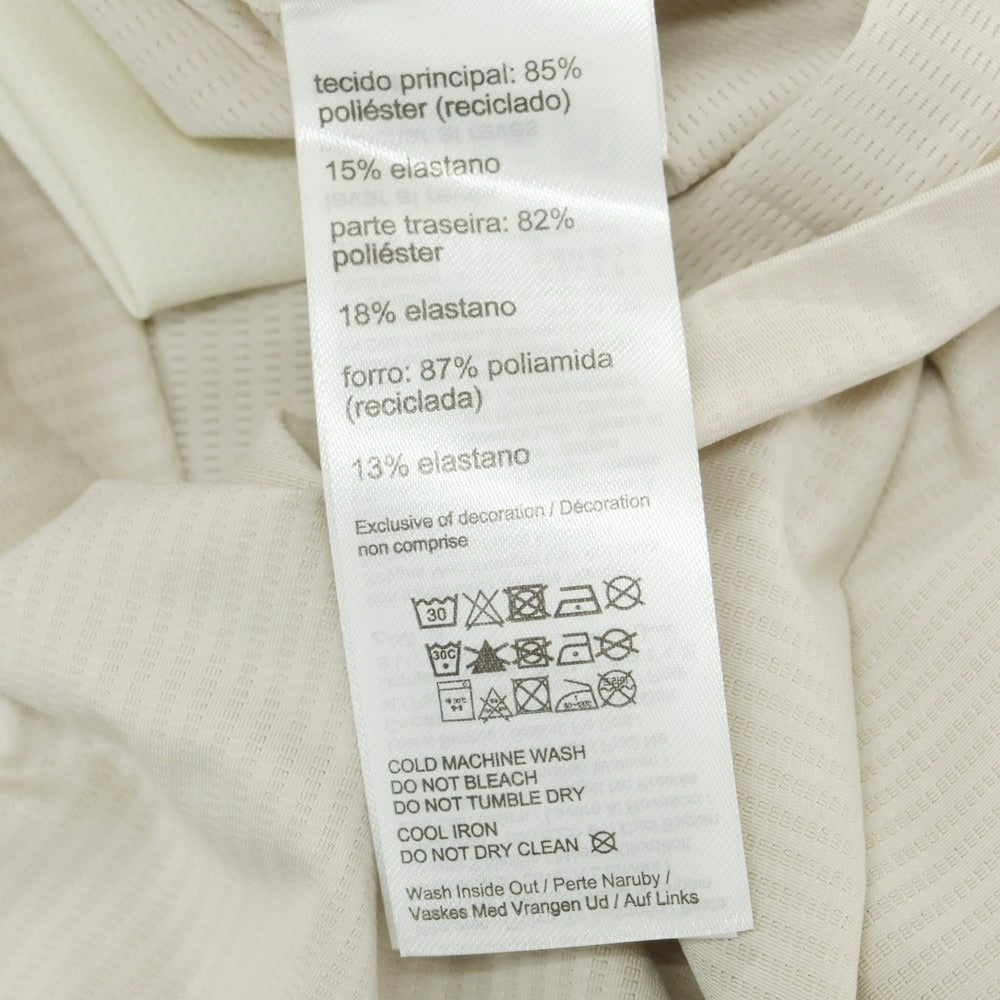 tecido principal: 85%
poliéster (reciclado)
15% elastano
parte traseira: 82%
poliéster
18% elastano
forro: 87% poliamida
(reciclada)
13% elastano
Exclusive of decoration / Décoration
non comprise
30
30C
COLD MACHINE WASH
DO NOT BLEACH
DO NOT TUMBLE DRY
COOL IRON
DO NOT DRY CLEAN
Wash Inside Out / Perte Naruby /
Vaskes Med Vrangen Ud / Auf Links